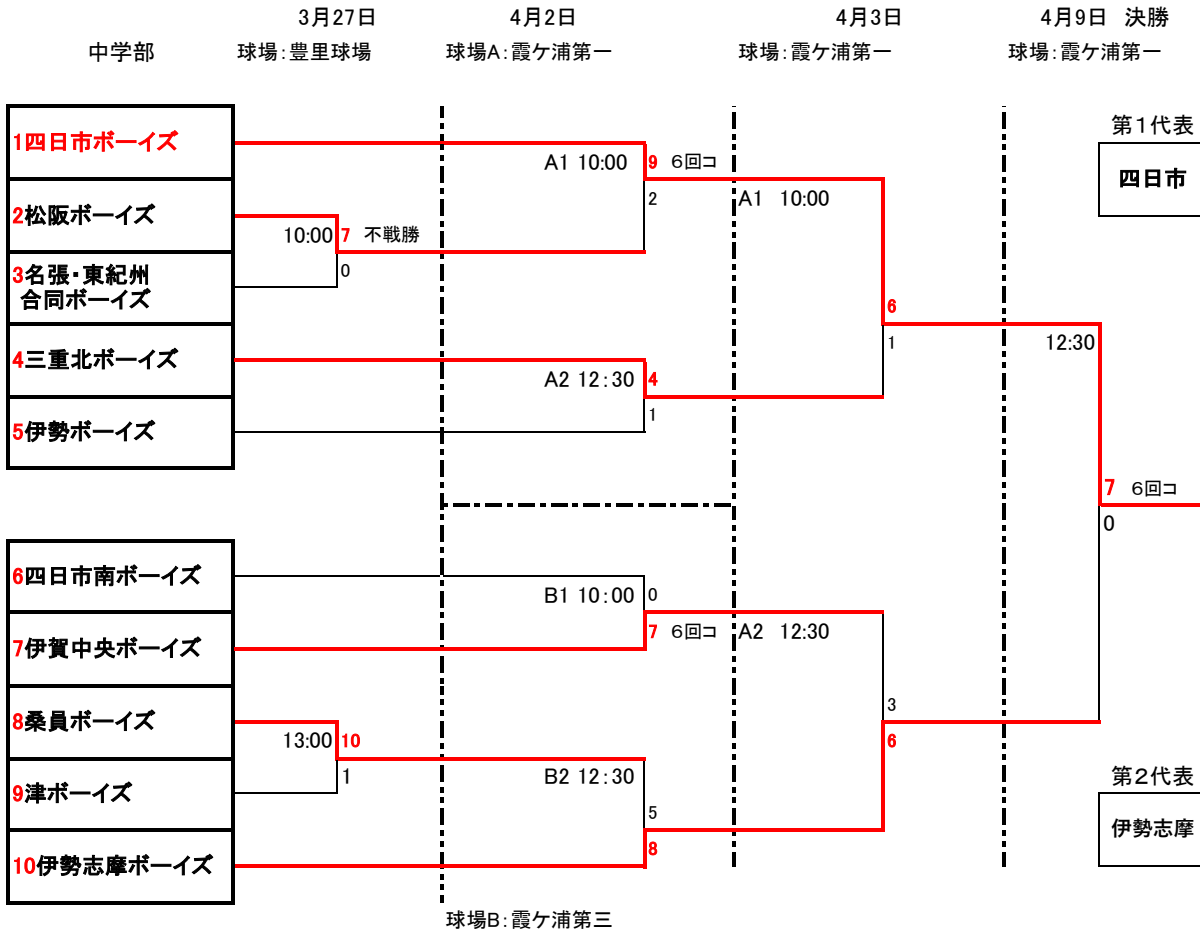 3月27日 4月2日 4月3日 4月9日 決勝
中学部 球場:豊里球場 球場A:霞ケ浦第一 球場:霞ケ浦第一 球場:霞ケ浦第一
第1代表
1四日市ボーイズ
A1 10:00 9 6回コ
四日市
2松阪ボーイズ
2 A1 10:00
10:00 7 不戦勝
0
3名張・東紀州
合同ボーイズ
6
4三重北ボーイズ
1 12:30
A2 12:30 4
1
5伊勢ボーイズ
7 6回コ
0
6四日市南ボーイズ
B1 10:00 0
7 6回コ A2 12:30
7伊賀中央ボーイズ
3
8桑員ボーイズ
13:00 10 6
1
B2 12:30 第2代表
9津ボーイズ
5
伊勢志摩
8
10伊勢志摩ボーイズ
球場B:霞ケ浦第三